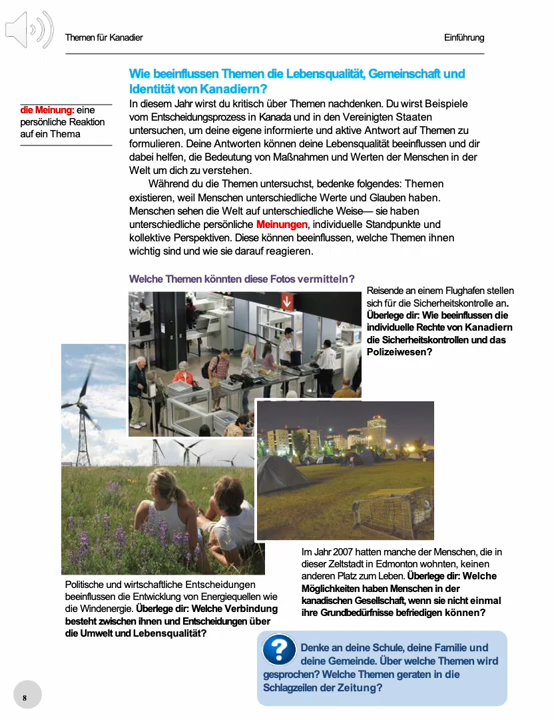 Themen für Kanadier
Einführung
Wie beeinflussen Themen die Lebensqualität, Gemeinschaft und
Identität von Kanadiern?
die Meinung: eine
persönliche Reaktion
auf ein Thema
In diesem Jahr wirst du kritisch über Themen nachdenken. Du wirst Beispiele
vom Entscheidungsprozess in Kanada und in den Vereinigten Staaten
untersuchen, um deine eigene informierte und aktive Antwort auf Themen zu
formulieren. Deine Antworten können deine Lebensqualität beeinflussen und dir
dabei helfen, die Bedeutung von Maßnahmen und Werten der Menschen in der
Welt um dich zu verstehen.
Während du die Themen untersuchst, bedenke folgendes: Themen
existieren, weil Menschen unterschiedliche Werte und Glauben haben.
Menschen sehen die Welt auf unterschiedliche Weise— sie haben
unterschiedliche persönliche Meinungen, individuelle Standpunkte und
kollektive Perspektiven. Diese können beeinflussen, welche Themen ihnen
wichtig sind und wie sie darauf reagieren.
Welche Themen könnten diese Fotos vermitteln?
Reisende an einem Flughafen stellen
sich für die Sicherheitskontrolle an.
Überlege dir: Wie beeinflussen die
individuelle Rechte von Kanadiern
die Sicherheitskontrollen und das
Polizeiwesen?
Im Jahr 2007 hatten manche der Menschen, die in
dieser Zeltstadt in Edmonton wohnten, keinen
anderen Platz zum Leben. Überlege dir: Welche
Möglichkeiten haben Menschen in der
kanadischen Gesellschaft, wenn sie nicht einmal
ihre Grundbedürfnisse befriedigen können?
Politische und wirtschaftliche Entscheidungen
beeinflussen die Entwicklung von Energiequellen wie
die Windenergie. Überlege dir: Welche Verbindung
besteht zwischen ihnen und Entscheidungen über
die Umwelt und Lebensqualität?
? Denke an deine Schule, deine Familie und
deine Gemeinde. Über welche Themen wird
gesprochen? Welche Themen geraten in die
Schlagzeilen der Zeitung?
8